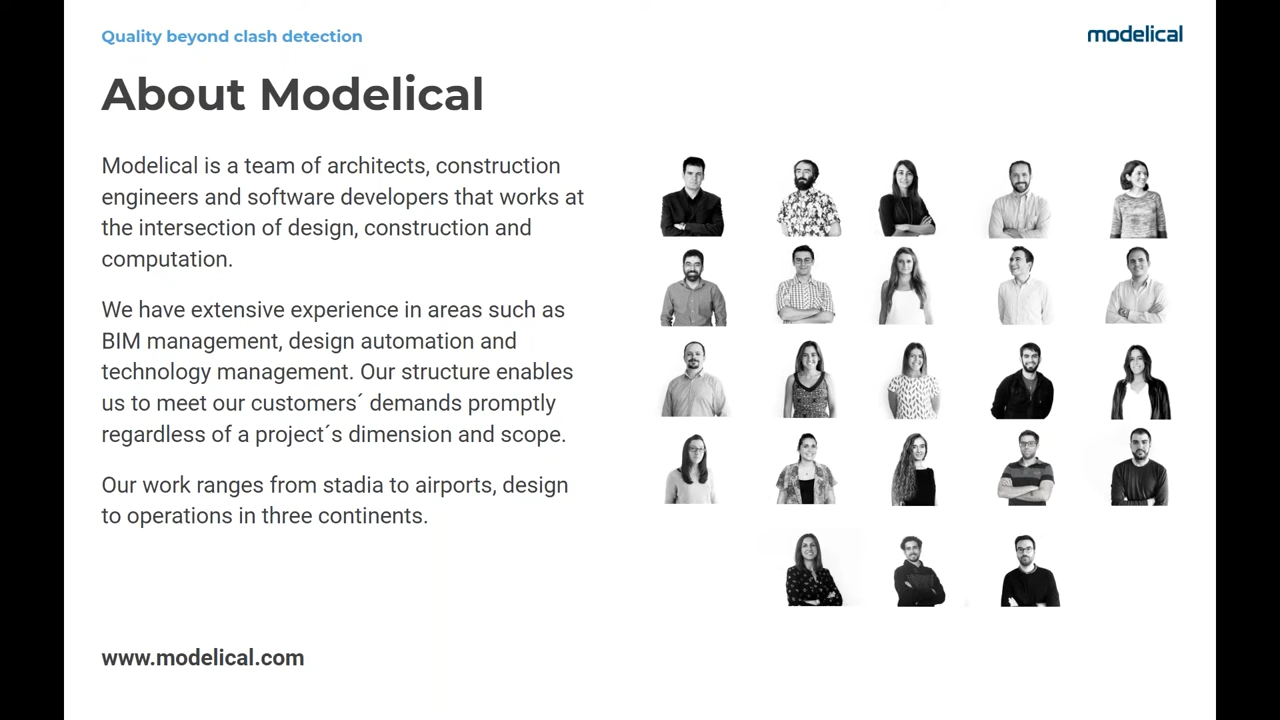 Quality beyond clash detection
modelical
About Modelical
Modelical is a team of architects, construction
engineers and software developers that works at
the intersection of design, construction and
computation.
We have extensive experience in areas such as
BIM management, design automation and
technology management. Our structure enables
us to meet our customers´ demands promptly
regardless of a project´s dimension and scope.
Our work ranges from stadia to airports, design
to operations in three continents.
www.modelical.com